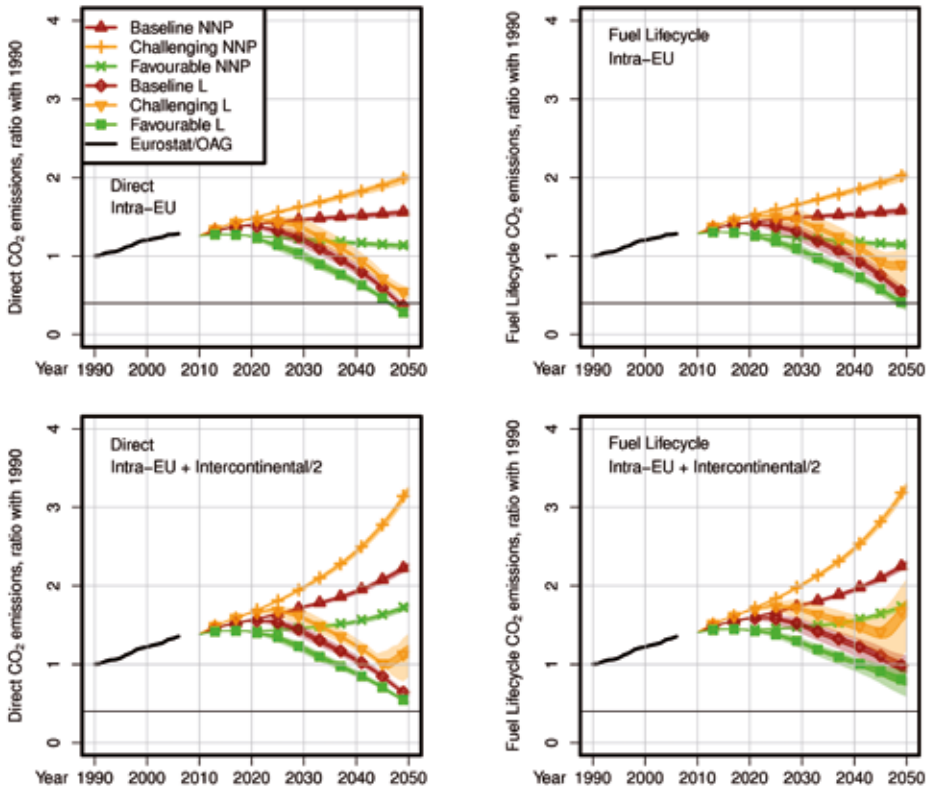 Direct CO2 emissions, ratio with 1990
4
3
2
1
0
Baseline NNP
Challenging NNP
Favourable NNP
Baseline L
Challenging L
Favourable L
Eurostat/OAG
Direct
Intra-EU
Year 1990 2000 2010 2020 2030 2040 2050
Fuel Lifecycle CO2 emissions, ratio with 1990
4
3
2
1
0
Fuel Lifecycle
Intra-EU
Year 1990 2000 2010 2020 2030 2040 2050
Direct CO2 emissions, ratio with 1990
4
3
2
1
0
Direct
Intra-EU + Intercontinental/2
Year 1990 2000 2010 2020 2030 2040 2050
Fuel Lifecycle CO2 emissions, ratio with 1990
4
3
2
1
0
Fuel Lifecycle
Intra-EU + Intercontinental/2
Year 1990 2000 2010 2020 2030 2040 2050